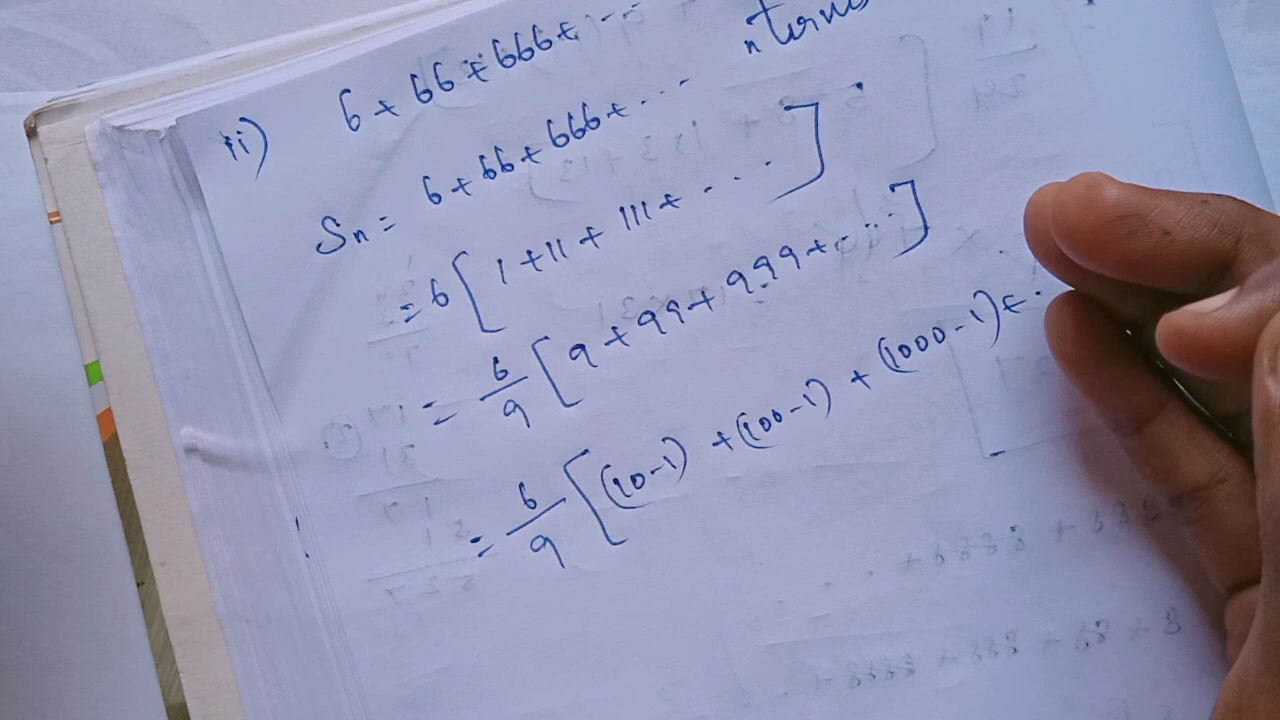 ii) 6 + 66 + 666 + ... n terms
Sn = 6 + 66 + 666 + ...
= 6 [ 1 + 11 + 111 + ... ]
= 6/9 [ 9 + 99 + 999 + ... ]
= 6/9 [ (10-1) + (100-1) + (1000-1) + .